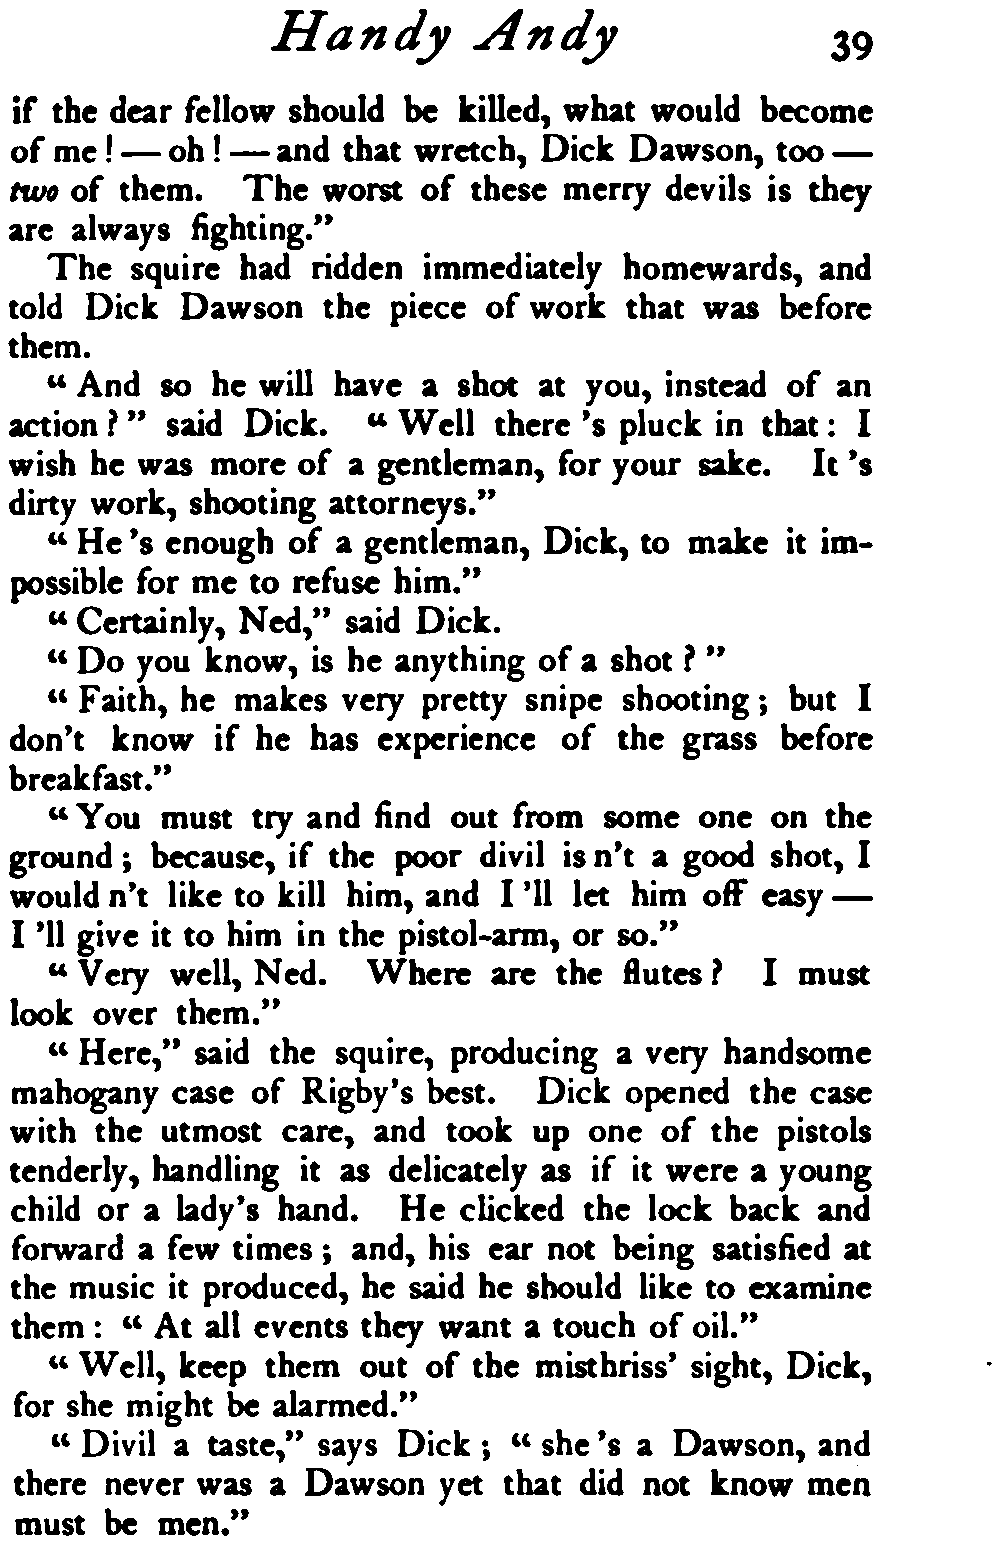 Handy Andy 39
if the dear fellow should be killed, what would become
of me! — oh! — and that wretch, Dick Dawson, too —
two of them. The worst of these merry devils is they
are always fighting."
The squire had ridden immediately homewards, and
told Dick Dawson the piece of work that was before
them.
"And so he will have a shot at you, instead of an
action?" said Dick. "Well there 's pluck in that: I
wish he was more of a gentleman, for your sake. It 's
dirty work, shooting attorneys."
"He 's enough of a gentleman, Dick, to make it im-
possible for me to refuse him."
"Certainly, Ned," said Dick.
"Do you know, is he anything of a shot?"
"Faith, he makes very pretty snipe shooting; but I
don't know if he has experience of the grass before
breakfast."
"You must try and find out from some one on the
ground; because, if the poor divil is n't a good shot, I
would n't like to kill him, and I 'll let him off easy —
I 'll give it to him in the pistol-arm, or so."
"Very well, Ned. Where are the flutes? I must
look over them."
"Here," said the squire, producing a very handsome
mahogany case of Rigby's best. Dick opened the case
with the utmost care, and took up one of the pistols
tenderly, handling it as delicately as if it were a young
child or a lady's hand. He clicked the lock back and
forward a few times; and, his ear not being satisfied at
the music it produced, he said he should like to examine
them: "At all events they want a touch of oil."
"Well, keep them out of the misthriss' sight, Dick,
for she might be alarmed."
"Divil a taste," says Dick; "she 's a Dawson, and
there never was a Dawson yet that did not know men
must be men."